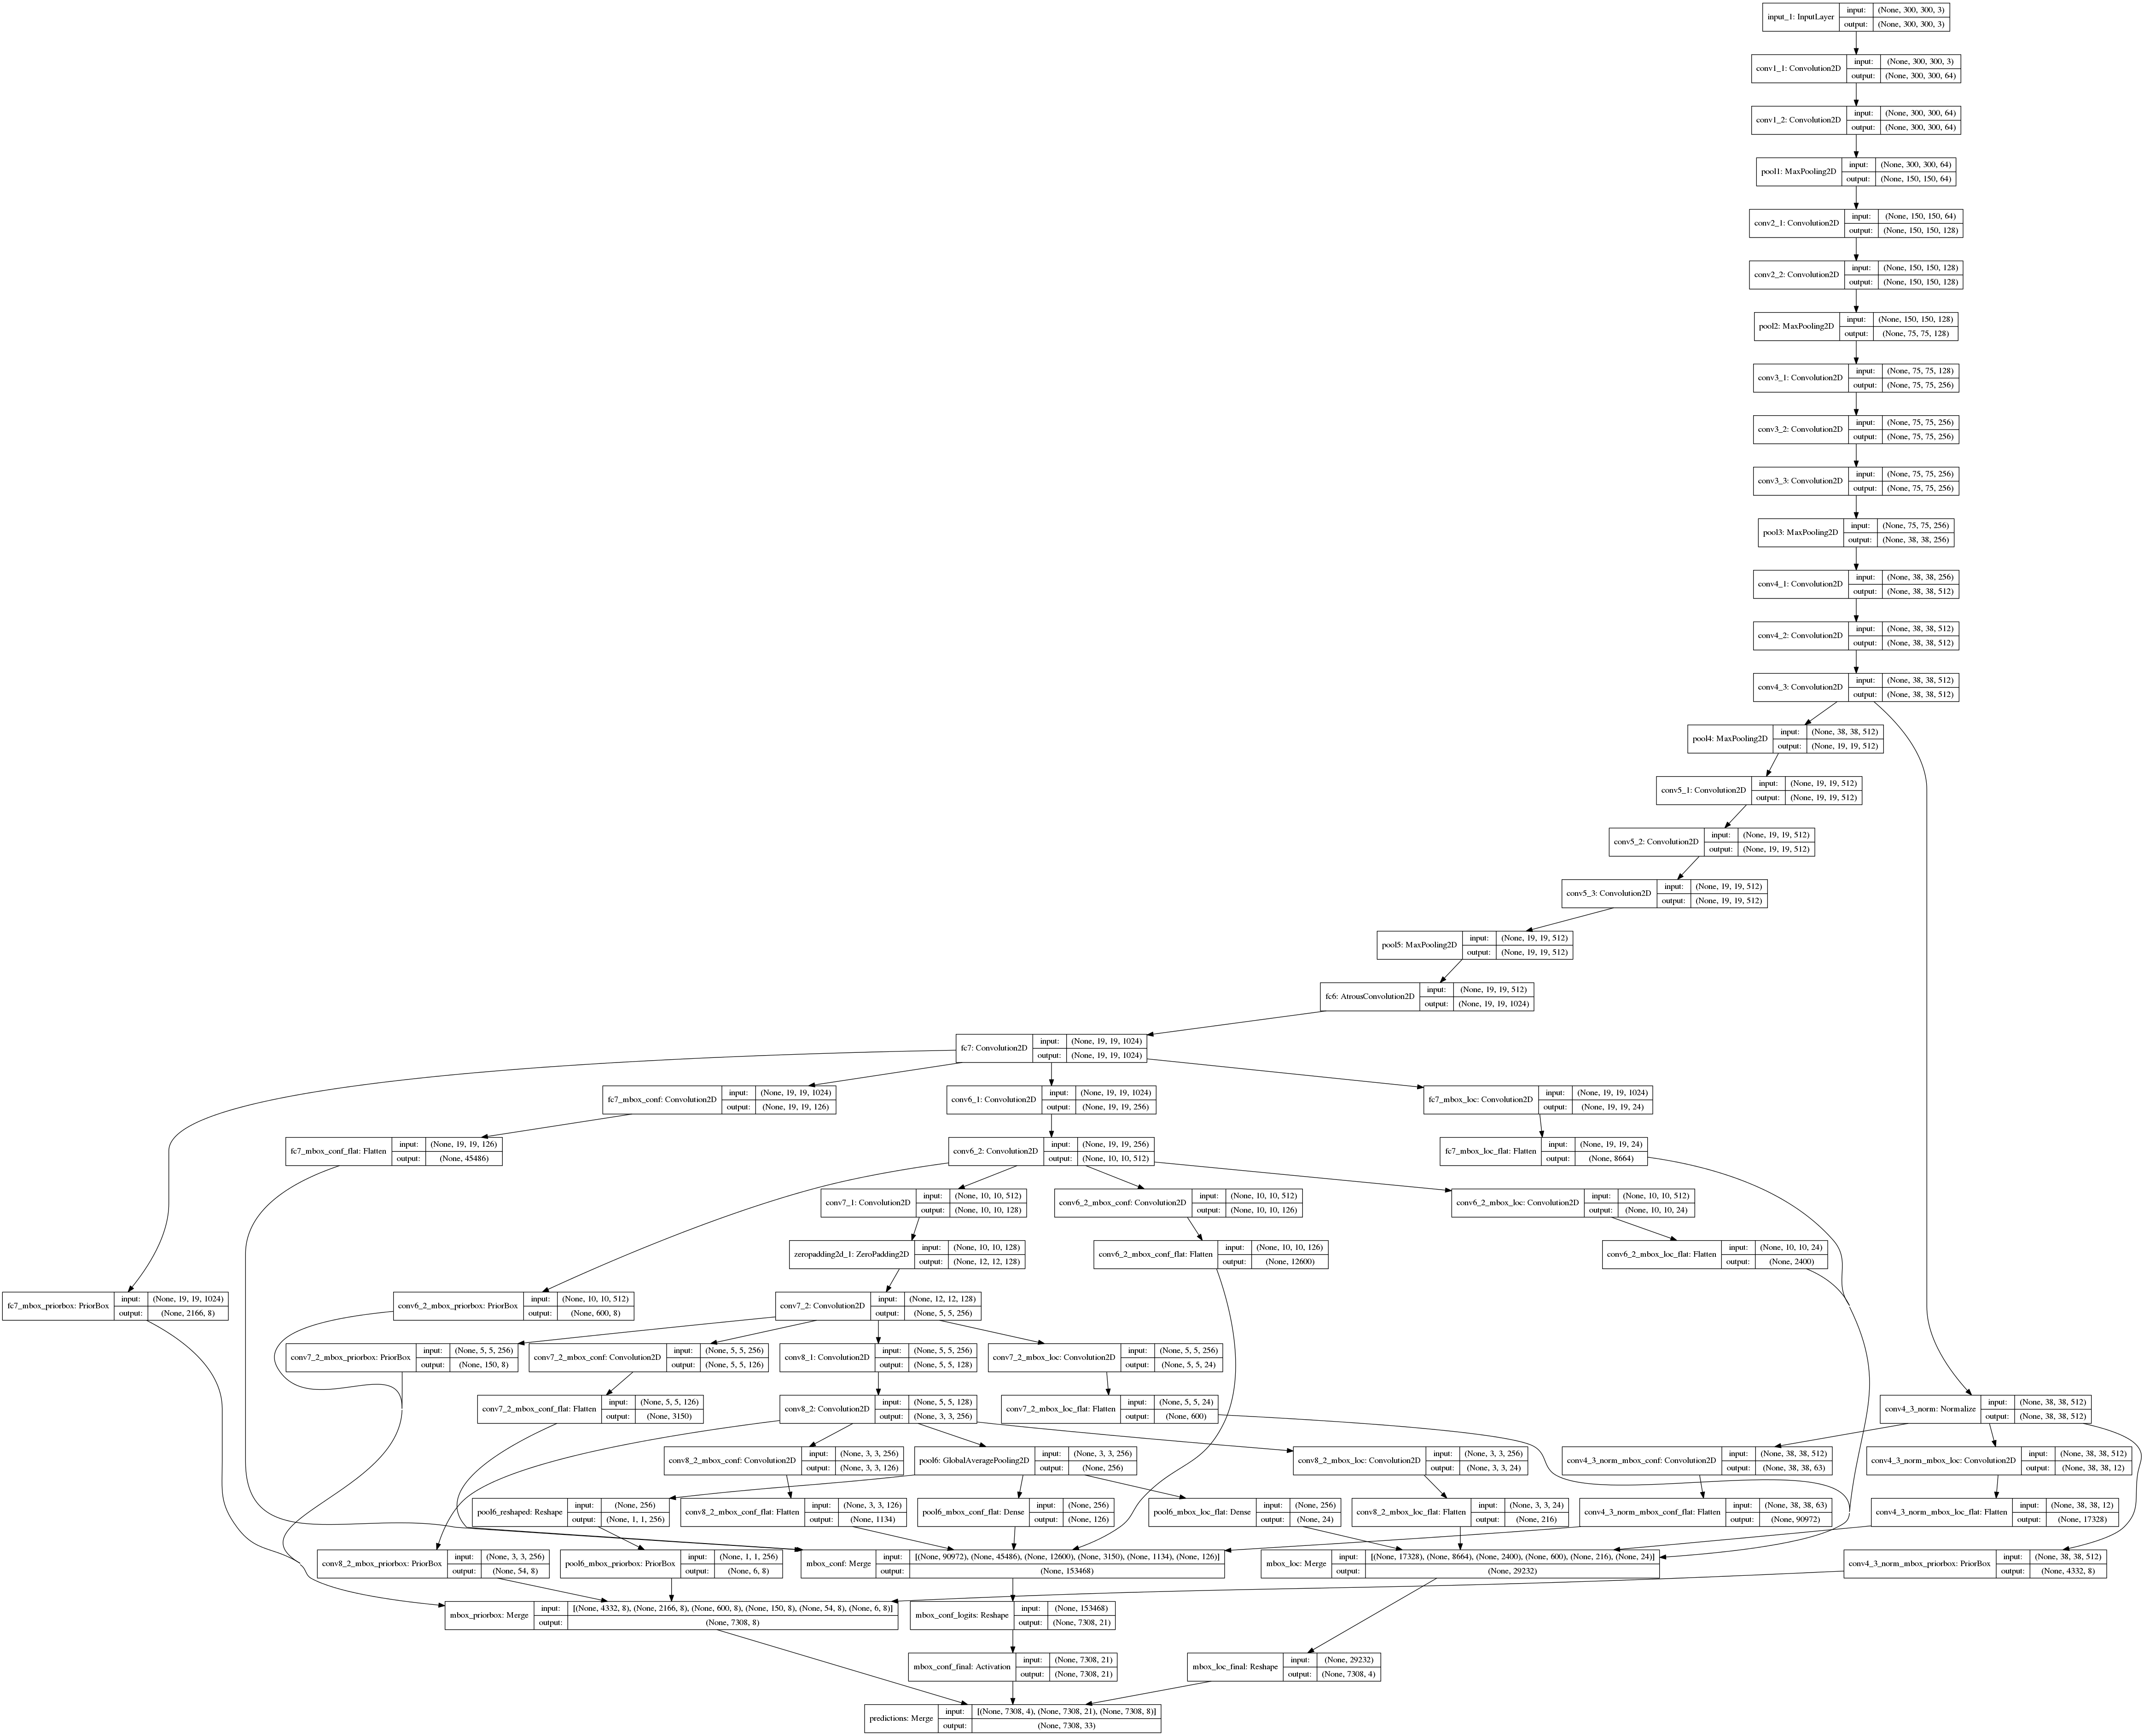 input_1: InputLayer input: (None, 300, 300, 3)
output: (None, 300, 300, 3)
conv1_1: Convolution2D input: (None, 300, 300, 3)
output: (None, 300, 300, 64)
conv1_2: Convolution2D input: (None, 300, 300, 64)
output: (None, 300, 300, 64)
pool1: MaxPooling2D input: (None, 300, 300, 64)
output: (None, 150, 150, 64)
conv2_1: Convolution2D input: (None, 150, 150, 64)
output: (None, 150, 150, 128)
conv2_2: Convolution2D input: (None, 150, 150, 128)
output: (None, 150, 150, 128)
pool2: MaxPooling2D input: (None, 150, 150, 128)
output: (None, 75, 75, 128)
conv3_1: Convolution2D input: (None, 75, 75, 128)
output: (None, 75, 75, 256)
conv3_2: Convolution2D input: (None, 75, 75, 256)
output: (None, 75, 75, 256)
conv3_3: Convolution2D input: (None, 75, 75, 256)
output: (None, 75, 75, 256)
pool3: MaxPooling2D input: (None, 75, 75, 256)
output: (None, 38, 38, 256)
conv4_1: Convolution2D input: (None, 38, 38, 256)
output: (None, 38, 38, 512)
conv4_2: Convolution2D input: (None, 38, 38, 512)
output: (None, 38, 38, 512)
conv4_3: Convolution2D input: (None, 38, 38, 512)
output: (None, 38, 38, 512)
pool4: MaxPooling2D input: (None, 38, 38, 512)
output: (None, 19, 19, 512)
conv5_1: Convolution2D input: (None, 19, 19, 512)
output: (None, 19, 19, 512)
conv5_2: Convolution2D input: (None, 19, 19, 512)
output: (None, 19, 19, 512)
conv5_3: Convolution2D input: (None, 19, 19, 512)
output: (None, 19, 19, 512)
pool5: MaxPooling2D input: (None, 19, 19, 512)
output: (None, 19, 19, 512)
fc6: AtrousConvolution2D input: (None, 19, 19, 512)
output: (None, 19, 19, 1024)
fc7: Convolution2D input: (None, 19, 19, 1024)
output: (None, 19, 19, 1024)
fc7_mbox_conf: Convolution2D input: (None, 19, 19, 1024)
output: (None, 19, 19, 126)
conv6_1: Convolution2D input: (None, 19, 19, 1024)
output: (None, 19, 19, 256)
fc7_mbox_loc: Convolution2D input: (None, 19, 19, 1024)
output: (None, 19, 19, 24)
fc7_mbox_conf_flat: Flatten input: (None, 19, 19, 126)
output: (None, 45486)
conv6_2: Convolution2D input: (None, 19, 19, 256)
output: (None, 10, 10, 512)
fc7_mbox_loc_flat: Flatten input: (None, 19, 19, 24)
output: (None, 8664)
conv7_1: Convolution2D input: (None, 10, 10, 512)
output: (None, 10, 10, 128)
conv6_2_mbox_conf: Convolution2D input: (None, 10, 10, 512)
output: (None, 10, 10, 126)
conv6_2_mbox_loc: Convolution2D input: (None, 10, 10, 512)
output: (None, 10, 10, 24)
zeropadding2d_1: ZeroPadding2D input: (None, 10, 10, 128)
output: (None, 12, 12, 128)
conv6_2_mbox_conf_flat: Flatten input: (None, 10, 10, 126)
output: (None, 12600)
conv6_2_mbox_loc_flat: Flatten input: (None, 10, 10, 24)
output: (None, 2400)
fc7_mbox_priorbox: PriorBox input: (None, 19, 19, 1024)
output: (None, 2166, 8)
conv6_2_mbox_priorbox: PriorBox input: (None, 10, 10, 512)
output: (None, 600, 8)
conv7_2: Convolution2D input: (None, 12, 12, 128)
output: (None, 5, 5, 256)
conv7_2_mbox_priorbox: PriorBox input: (None, 5, 5, 256)
output: (None, 150, 8)
conv7_2_mbox_conf: Convolution2D input: (None, 5, 5, 256)
output: (None, 5, 5, 126)
conv8_1: Convolution2D input: (None, 5, 5, 256)
output: (None, 5, 5, 128)
conv7_2_mbox_loc: Convolution2D input: (None, 5, 5, 256)
output: (None, 5, 5, 24)
conv7_2_mbox_conf_flat: Flatten input: (None, 5, 5, 126)
output: (None, 3150)
conv8_2: Convolution2D input: (None, 5, 5, 128)
output: (None, 3, 3, 256)
conv7_2_mbox_loc_flat: Flatten input: (None, 5, 5, 24)
output: (None, 600)
conv4_3_norm: Normalize input: (None, 38, 38, 512)
output: (None, 38, 38, 512)
conv8_2_mbox_conf: Convolution2D input: (None, 3, 3, 256)
output: (None, 3, 3, 126)
pool6: GlobalAveragePooling2D input: (None, 3, 3, 256)
output: (None, 256)
conv8_2_mbox_loc: Convolution2D input: (None, 3, 3, 256)
output: (None, 3, 3, 24)
conv4_3_norm_mbox_conf: Convolution2D input: (None, 38, 38, 512)
output: (None, 38, 38, 63)
conv4_3_norm_mbox_loc: Convolution2D input: (None, 38, 38, 512)
output: (None, 38, 38, 12)
pool6_reshaped: Reshape input: (None, 256)
output: (None, 1, 1, 256)
conv8_2_mbox_conf_flat: Flatten input: (None, 3, 3, 126)
output: (None, 1134)
pool6_mbox_conf_flat: Dense input: (None, 256)
output: (None, 126)
pool6_mbox_loc_flat: Dense input: (None, 256)
output: (None, 24)
conv8_2_mbox_loc_flat: Flatten input: (None, 3, 3, 24)
output: (None, 216)
conv4_3_norm_mbox_conf_flat: Flatten input: (None, 38, 38, 63)
output: (None, 90972)
conv4_3_norm_mbox_loc_flat: Flatten input: (None, 38, 38, 12)
output: (None, 17328)
conv8_2_mbox_priorbox: PriorBox input: (None, 3, 3, 256)
output: (None, 54, 8)
pool6_mbox_priorbox: PriorBox input: (None, 1, 1, 256)
output: (None, 6, 8)
mbox_conf: Merge input: [(None, 90972), (None, 45486), (None, 12600), (None, 3150), (None, 1134), (None, 126)]
output: (None, 153468)
mbox_loc: Merge input: [(None, 17328), (None, 8664), (None, 2400), (None, 600), (None, 216), (None, 24)]
output: (None, 29232)
conv4_3_norm_mbox_priorbox: PriorBox input: (None, 38, 38, 512)
output: (None, 4332, 8)
mbox_priorbox: Merge input: [(None, 4332, 8), (None, 2166, 8), (None, 600, 8), (None, 150, 8), (None, 54, 8), (None, 6, 8)]
output: (None, 7308, 8)
mbox_conf_logits: Reshape input: (None, 153468)
output: (None, 7308, 21)
mbox_conf_final: Activation input: (None, 7308, 21)
output: (None, 7308, 21)
mbox_loc_final: Reshape input: (None, 29232)
output: (None, 7308, 4)
predictions: Merge input: [(None, 7308, 4), (None, 7308, 21), (None, 7308, 8)]
output: (None, 7308, 33)